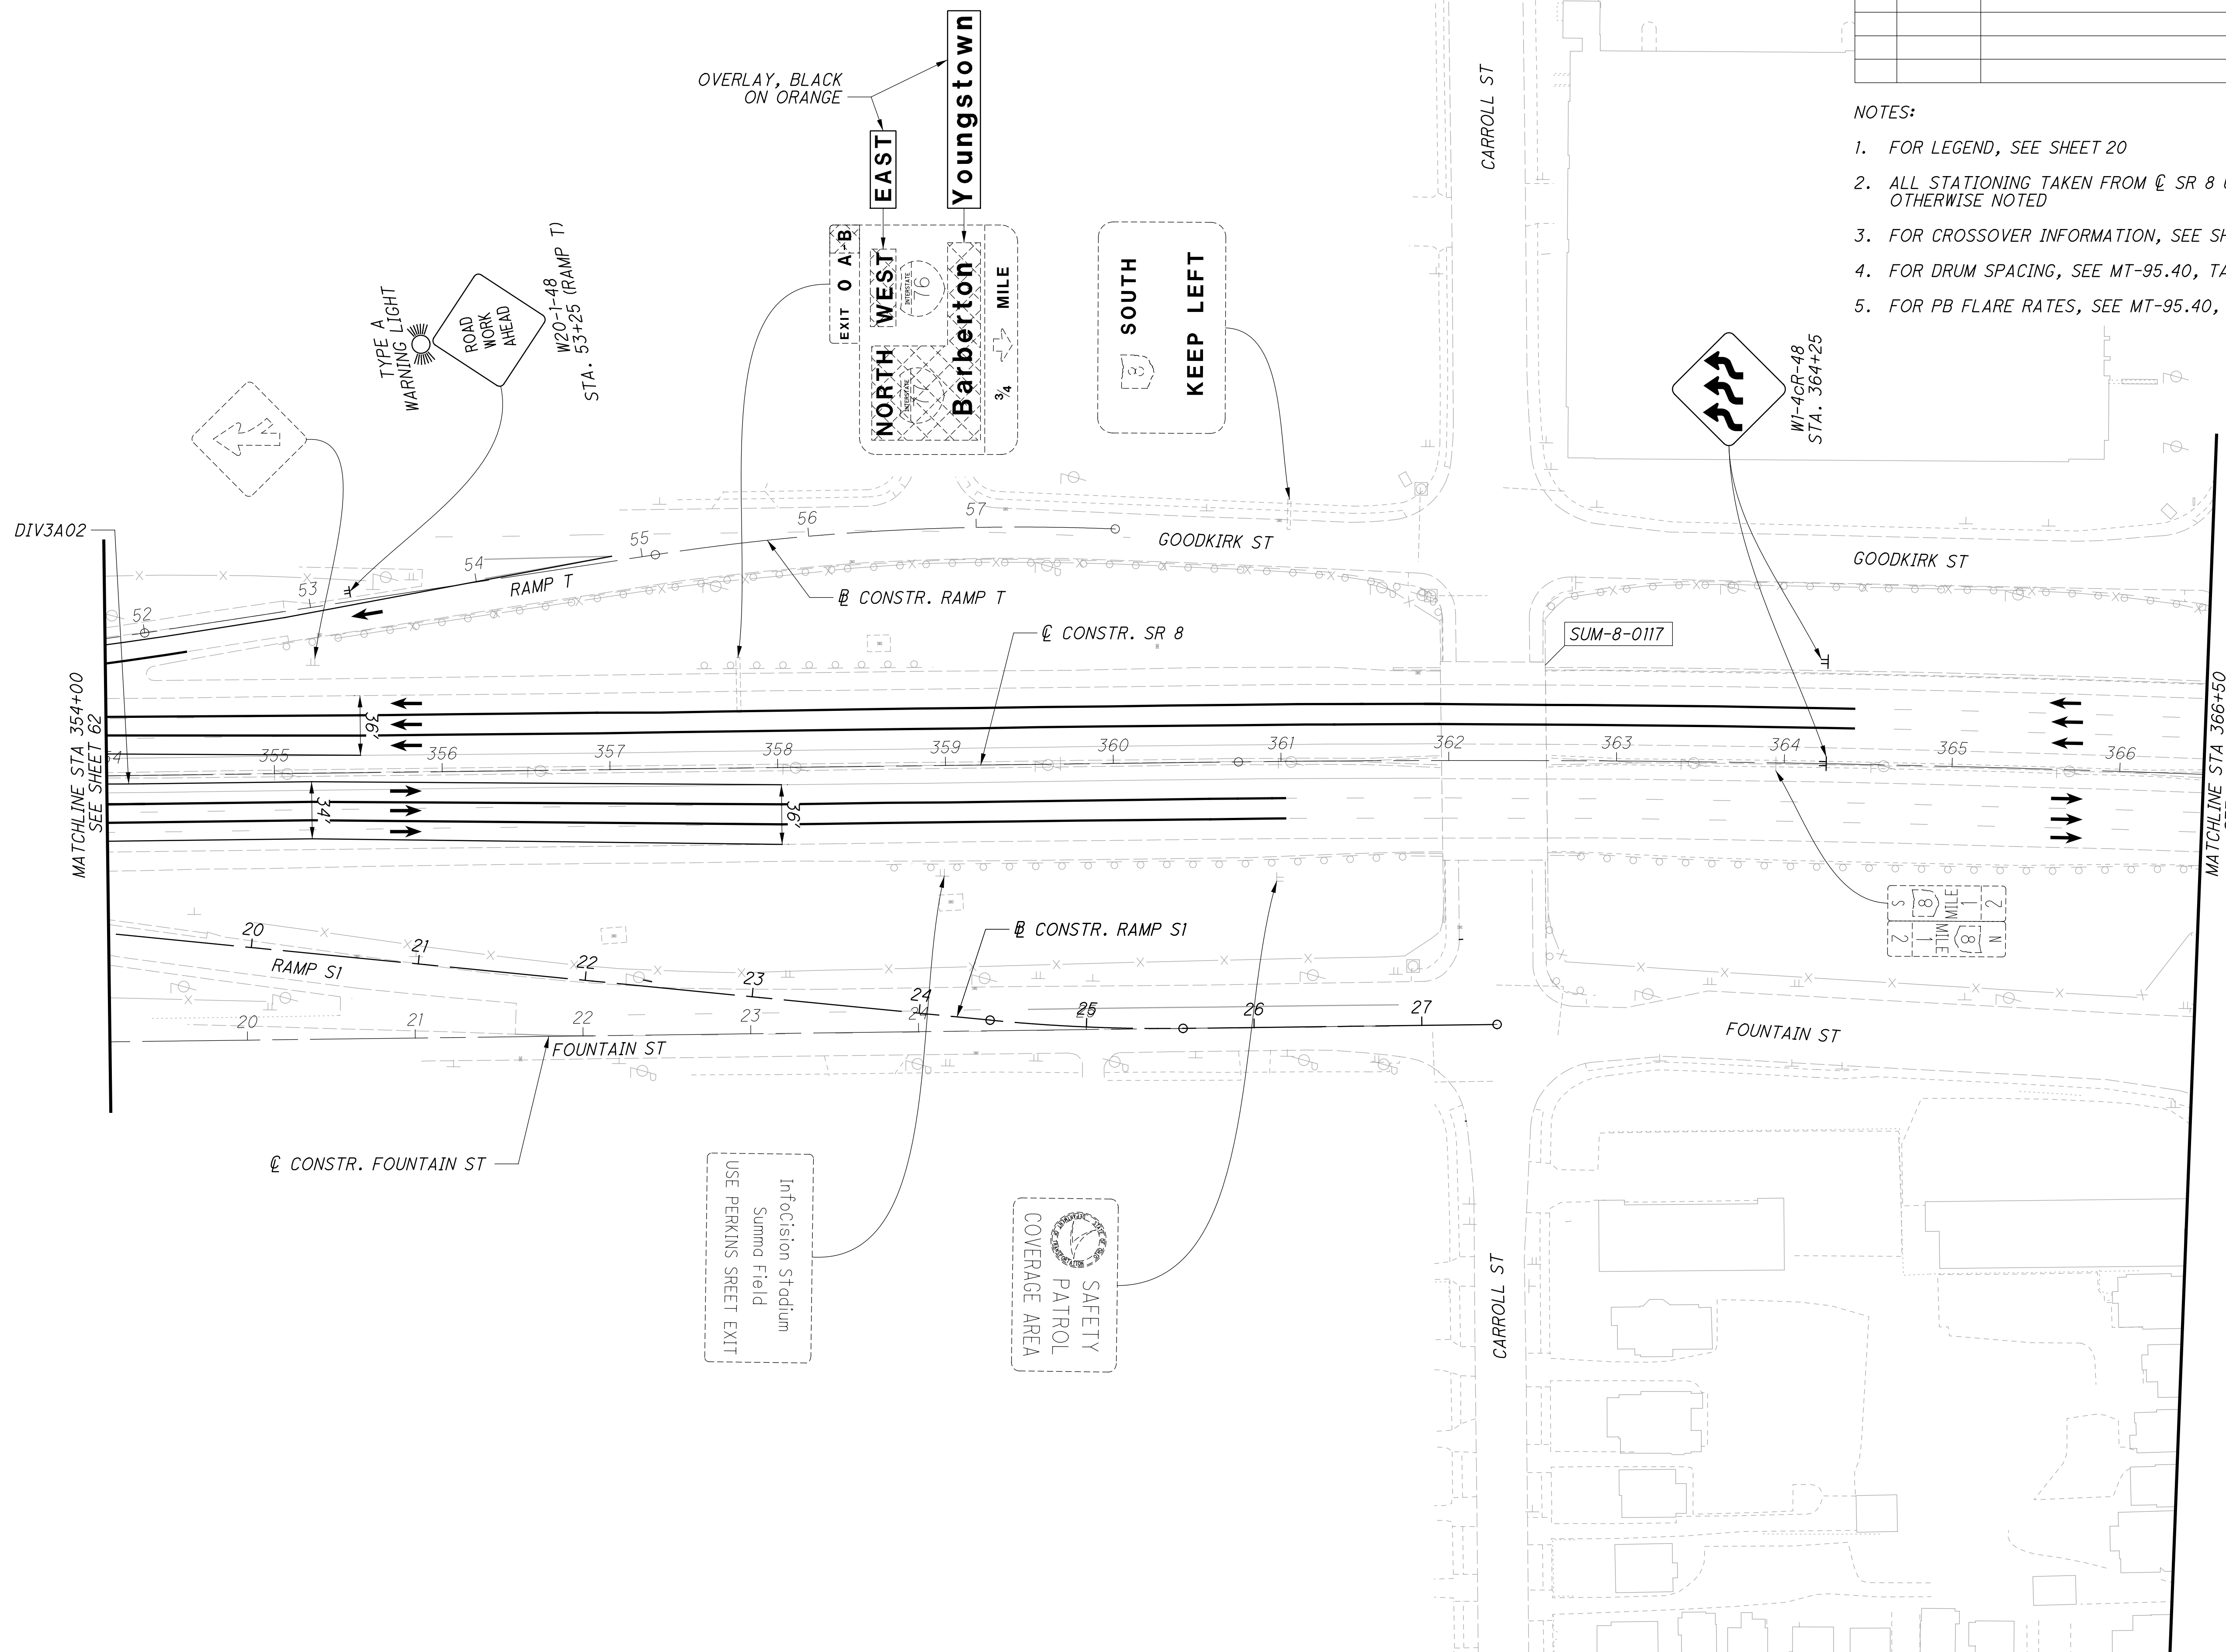 OVERLAY, BLACK
ON ORANGE
EAST
Youngstown
EXIT 0 A-B
NORTH WEST
INTERSTATE
77
INTERSTATE
76
Barberton
3/4 MILE
8 SOUTH
KEEP LEFT
CARROLL ST
NOTES:
1. FOR LEGEND, SEE SHEET 20
2. ALL STATIONING TAKEN FROM ℄ SR 8
OTHERWISE NOTED
3. FOR CROSSOVER INFORMATION, SEE
4. FOR DRUM SPACING, SEE MT-95.40,
5. FOR PB FLARE RATES, SEE MT-95.40,
TYPE A
WARNING LIGHT
ROAD
WORK
AHEAD
W20-1-48
STA. 53+25 (RAMP T)
W1-4cR-48
STA. 364+25
DIV3A02
52
53
54
55
56
57
RAMP T
GOODKIRK ST
GOODKIRK ST
B CONSTR. RAMP T
℄ CONSTR. SR 8
SUM-8-0117
MATCHLINE STA 354+00
SEE SHEET 62
36'
355
356
357
358
359
360
361
362
363
364
365
366
34'
36'
MATCHLINE STA 366+50
S 8 MILE 1 2
N 8 MILE 1 2
20
21
22
23
24
25
26
27
RAMP S1
B CONSTR. RAMP S1
20
21
22
23
24
FOUNTAIN ST
FOUNTAIN ST
℄ CONSTR. FOUNTAIN ST
InfoCision Stadium
Summa Field
USE PERKINS SREET EXIT
SAFETY
PATROL
COVERAGE AREA
CARROLL ST